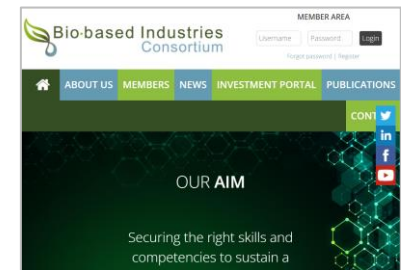 MEMBER AREA
Bio-based Industries
Consortium
Username Password Login
Forgot password | Register
ABOUT US MEMBERS NEWS INVESTMENT PORTAL PUBLICATIONS
CONT
in
f
OUR AIM
Securing the right skills and
competencies to sustain a